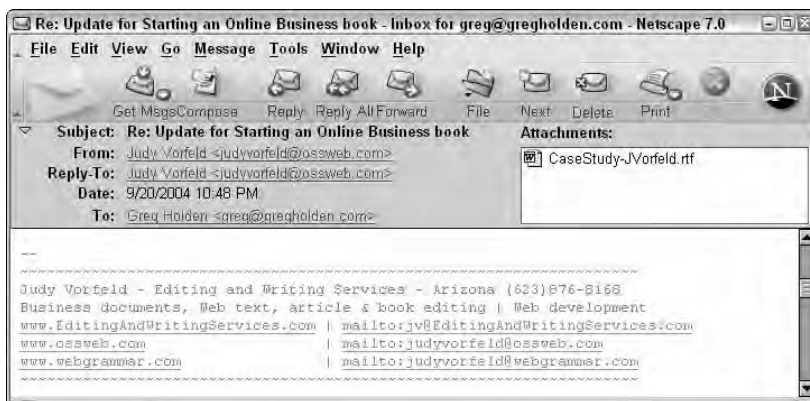 Re: Update for Starting an Online Business book - Inbox for greg@gregholden.com - Netscape 7.0
File Edit View Go Message Tools Window Help
Get Msgs Compose Reply Reply All Forward File Next Delete Print
N
Subject: Re: Update for Starting an Online Business book
Attachments:
From: Judy Vorfeld <judyvorfeld@ossweb.com>
CaseStudy-JVorfeld.rtf
Reply-To: Judy Vorfeld <judyvorfeld@ossweb.com>
Date: 9/20/2004 10:48 PM
To: Greg Holden <greg@gregholden.com>
--
~~~~~~~~~~~~~~~~~~~~~~~~~~~~~~~~~~~~~~~~~~~~~~~~~~~~~~~~~~~~~~~~~~~~
Judy Vorfeld - Editing and Writing Services - Arizona (623)876-8168
Business documents, Web text, article & book editing | Web development
www.EditingAndWritingServices.com | mailto:jv@EditingAndWritingServices.com
www.ossweb.com | mailto:judyvorfeld@ossweb.com
www.webgrammar.com | mailto:judyvorfeld@webgrammar.com
~~~~~~~~~~~~~~~~~~~~~~~~~~~~~~~~~~~~~~~~~~~~~~~~~~~~~~~~~~~~~~~~~~~~